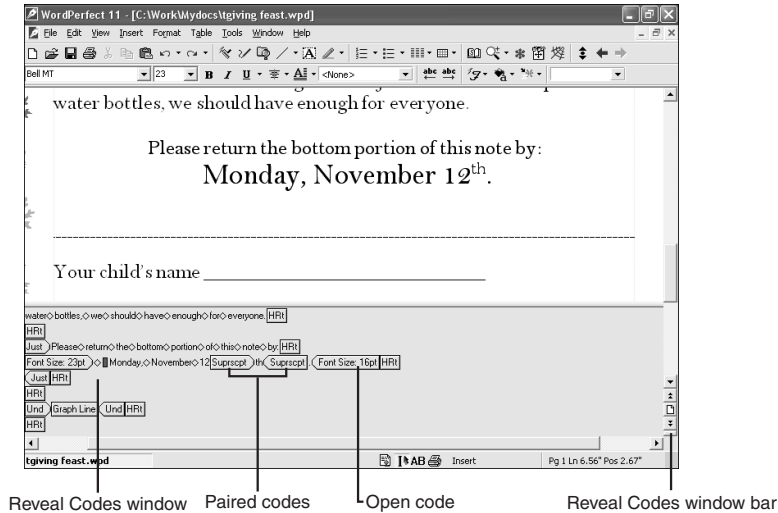 WordPerfect 11 - [C:\Work\Mydocs\tgiving feast.wpd]
File Edit View Insert Format Table Tools Window Help
Bell MT 23 B I U A <None> abc abc
water bottles, we should have enough for everyone.
Please return the bottom portion of this note by:
Monday, November 12th.
Your child's name
water◇bottles,◇we◇should◇have◇enough◇for◇everyone. HRt
HRt
Just Please◇return◇the◇bottom◇portion◇of◇this◇note◇by: HRt
Font Size: 23pt ◇Monday,◇November◇12 Suprscpt th Suprscpt . Font Size: 16pt HRt
Just HRt
HRt
Und Graph Line Und HRt
HRt
tgiving feast.wpd AB Insert Pg 1 Ln 6.56" Pos 2.67"
Reveal Codes window Paired codes Open code Reveal Codes window bar